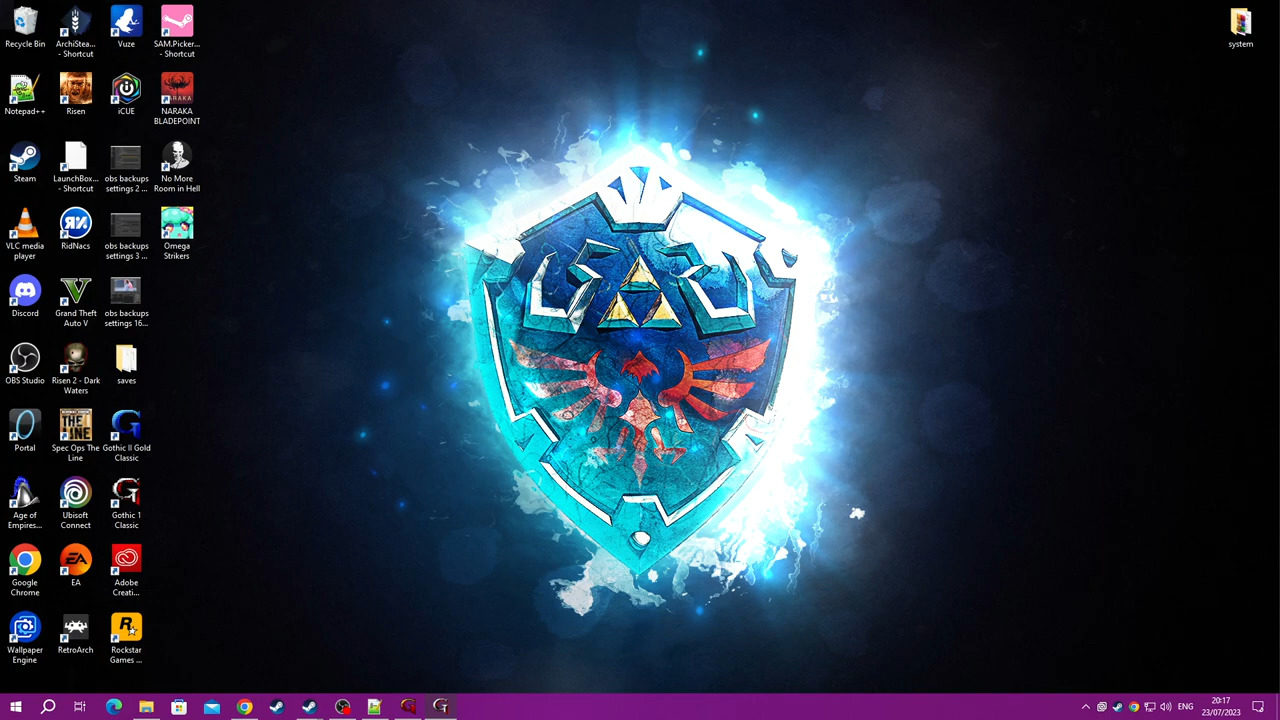 Recycle Bin
ArchiStea...
- Shortcut
Vuze
SAM.Picker...
- Shortcut
system
Notepad++
Risen
iCUE
NARAKA
BLADEPOINT
Steam
LaunchBox...
- Shortcut
obs backups
settings 2 ...
No More
Room in Hell
VLC media
player
RidNacs
obs backups
settings 3 ...
Omega
Strikers
Discord
Grand Theft
Auto V
obs backups
settings 16...
OBS Studio
Risen 2 - Dark
Waters
saves
Portal
Spec Ops The
Line
Gothic II Gold
Classic
Age of
Empires...
Ubisoft
Connect
Gothic 1
Classic
Google
Chrome
EA
Adobe
Creati...
Wallpaper
Engine
RetroArch
Rockstar
Games ...
ENG
20:17
23/07/2023